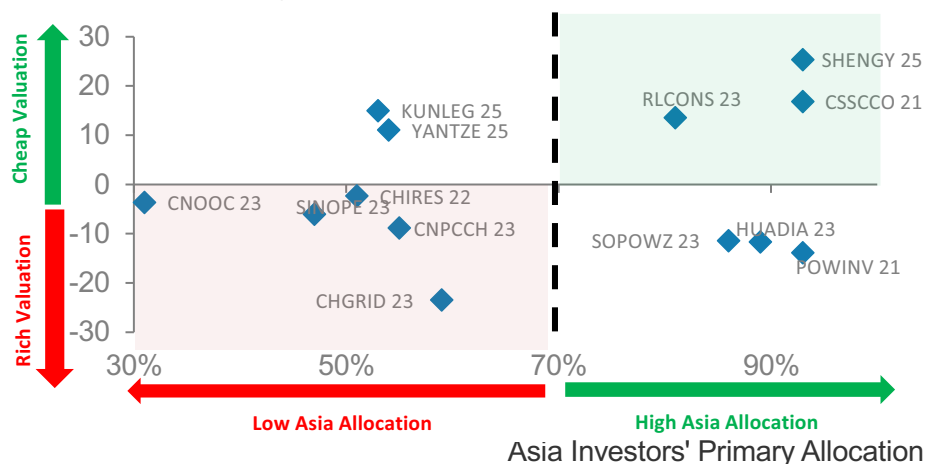 Cheap Valuation
Rich Valuation
30
20
10
0
-10
-20
-30
SHENGY 25
RLCONS 23
CSSCCO 21
KUNLEG 25
YANTZE 25
CNOOC 23
CHIRES 22
SINOPE 23
CNPCCH 23
SOPOWZ 23
HUADIA 23
POWINV 21
CHGRID 23
30%
50%
70%
90%
Low Asia Allocation
High Asia Allocation
Asia Investors' Primary Allocation